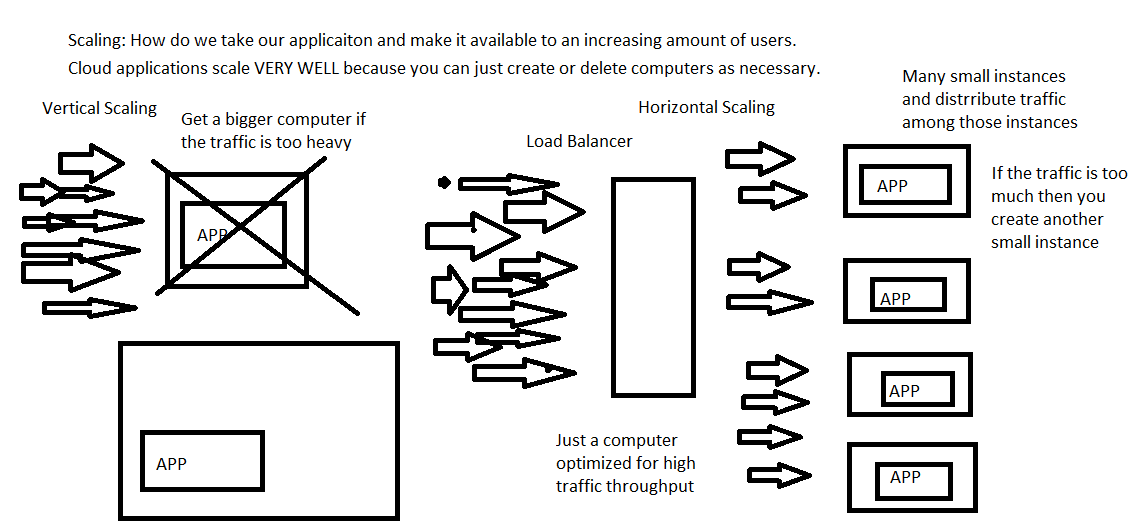 Scaling: How do we take our applicaiton and make it available to an increasing amount of users.
Cloud applications scale VERY WELL because you can just create or delete computers as necessary.
Vertical Scaling
Get a bigger computer if
the traffic is too heavy
APP
APP
Load Balancer
Just a computer
optimized for high
traffic throughput
Horizontal Scaling
Many small instances
and distrribute traffic
among those instances
APP
If the traffic is too
much then you
create another
small instance
APP
APP
APP